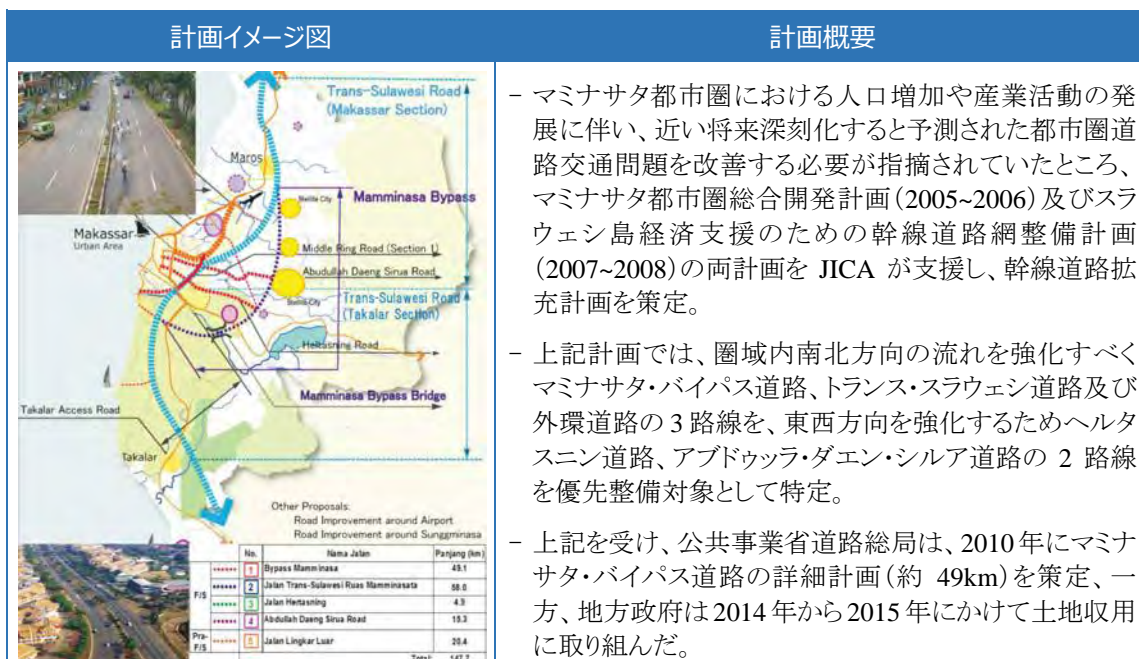 計画イメージ図
計画概要
Trans-Sulawesi Road
(Makassar Section)
Maros
Mamminasa Bypass
Makassar
Urban Area
Middle Ring Road (Section I)
Abudullah Daeng Sirua Road
Trans-Sulawesi Road
(Takalar Section)
Hertasning Road
Mamminasa Bypass Bridge
Takalar Access Road
Takalar
Other Proposals:
Road Improvement around Airport
Road Improvement around Sungguminasa
No. Nama Jalan Panjang (km)
F/S
1 Bypass Mamminasa 49.1
2 Jalan Trans-Sulawesi Ruas Mamminasata 58.0
3 Jalan Hertasning 4.9
4 Abdullah Daeng Sirua Road 15.3
Pra-F/S
5 Jalan Lingkar Luar 20.4
Total: 147.7
- マミナサタ都市圏における人口増加や産業活動の発
展に伴い、近い将来深刻化すると予測された都市圏道
路交通問題を改善する必要が指摘されていたところ、
マミナサタ都市圏総合開発計画(2005~2006)及びスラ
ウェシ島経済支援のための幹線道路網整備計画
(2007~2008)の両計画を JICA が支援し、幹線道路拡
充計画を策定。
- 上記計画では、圏域内南北方向の流れを強化すべく
マミナサタ・バイパス道路、トランス・スラウェシ道路及び
外環道路の 3 路線を、東西方向を強化するためヘルタ
スニン道路、アブドゥッラ・ダエン・シルア道路の 2 路線
を優先整備対象として特定。
- 上記を受け、公共事業省道路総局は、2010 年にマミナ
サタ・バイパス道路の詳細計画(約 49km)を策定、一
方、地方政府は 2014 年から 2015 年にかけて土地収用
に取り組んだ。